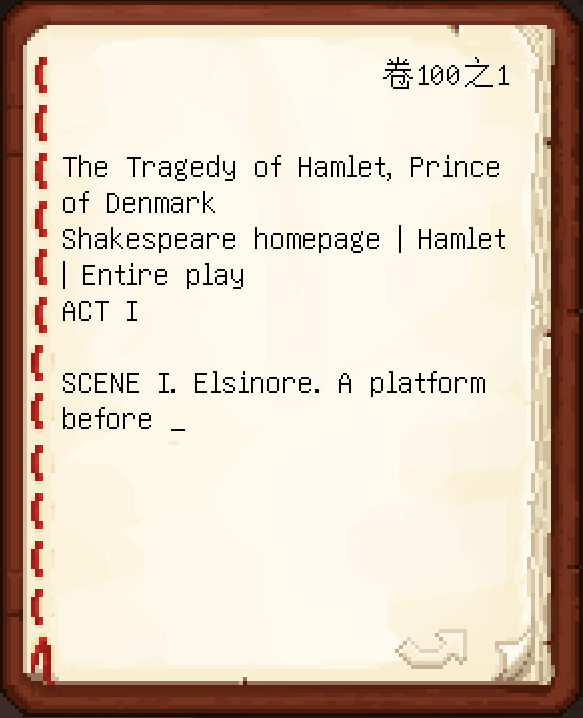 卷100之1
The Tragedy of Hamlet, Prince
of Denmark
Shakespeare homepage | Hamlet
| Entire play
ACT I
SCENE I. Elsinore. A platform
before _